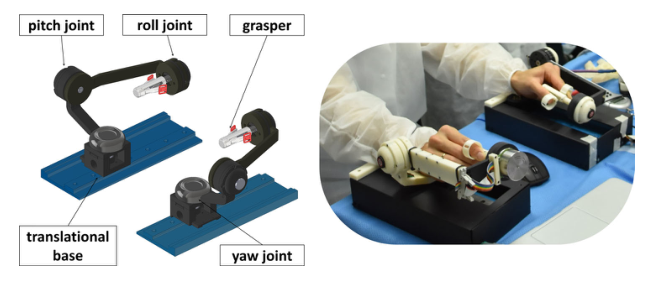 pitch joint
roll joint
grasper
translational
base
yaw joint